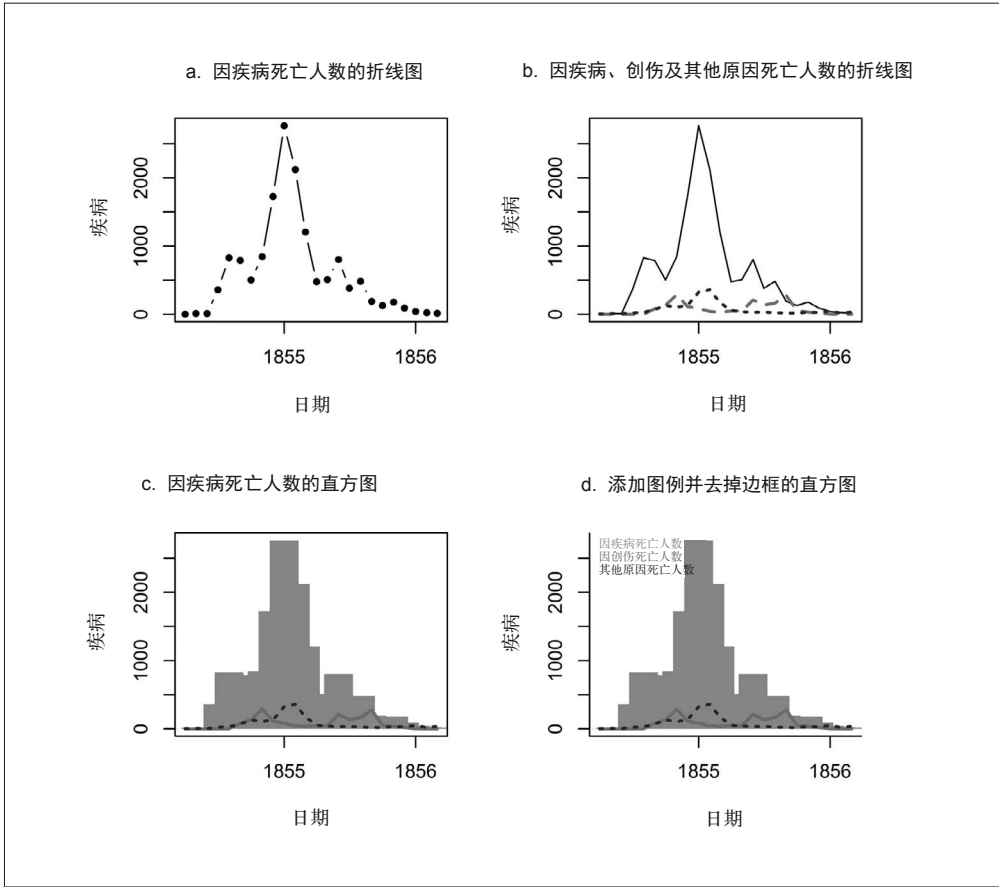 a. 因疾病死亡人数的折线图
2000
1000
0
疾病
1855
1856
日期
b. 因疾病、创伤及其他原因死亡人数的折线图
2000
1000
0
疾病
1855
1856
日期
c. 因疾病死亡人数的直方图
2000
1000
0
疾病
1855
1856
日期
d. 添加图例并去掉边框的直方图
因疾病死亡人数
因创伤死亡人数
其他原因死亡人数
2000
1000
0
疾病
1855
1856
日期